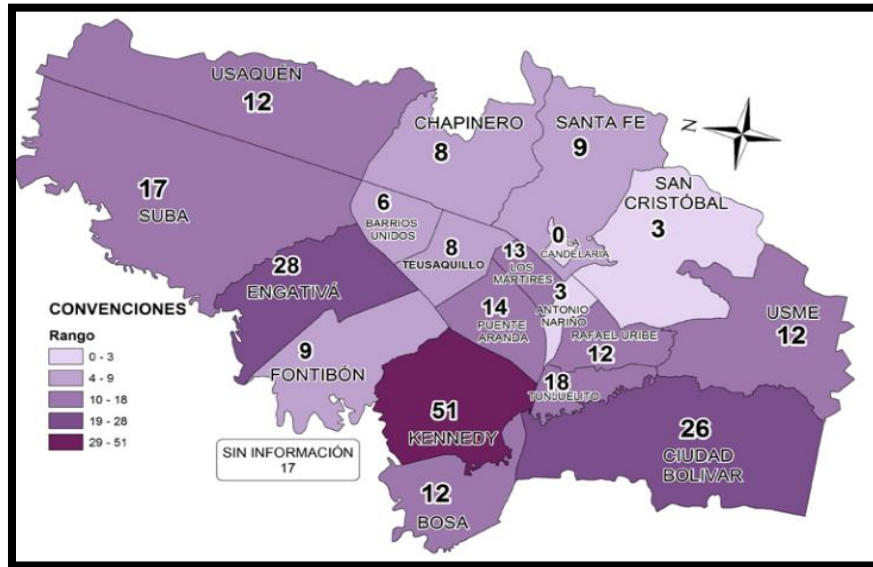 USAQUÉN
12
CHAPINERO
8
SANTA FE
9
N
SAN
CRISTÓBAL
3
17
SUBA
6
BARRIOS
UNIDOS
8
TEUSAQUILLO
13
LOS
MÁRTIRES
0 LA
CANDELARIA
28
ENGATIVÁ
14
PUENTE
ARANDA
3
ANTONIO
NARIÑO
RAFAEL URIBE
12
USME
12
CONVENCIONES
Rango
0 - 3
4 - 9
10 - 18
19 - 28
29 - 51
9
FONTIBÓN
18
TUNJUELITO
51
KENNEDY
26
CIUDAD
BOLIVAR
SIN INFORMACIÓN
17
12
BOSA